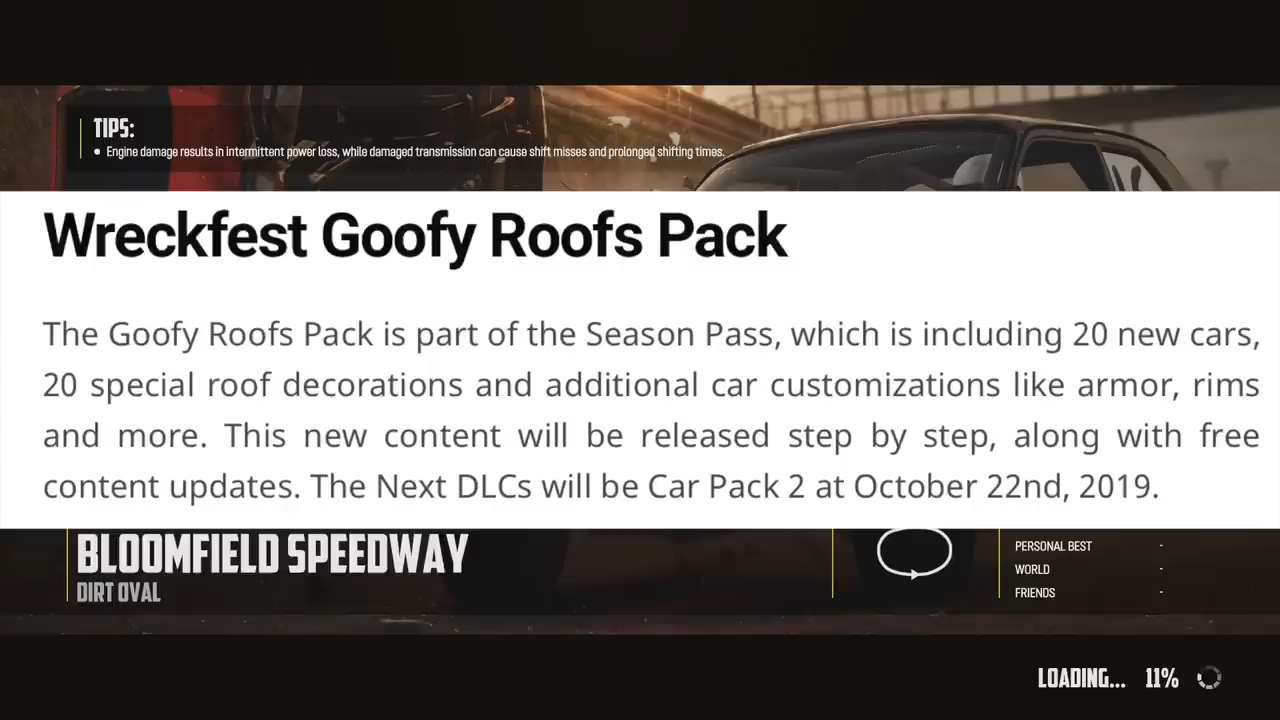 TIPS:
• Engine damage results in intermittent power loss, while damaged transmission can cause shift misses and prolonged shifting times.
Wreckfest Goofy Roofs Pack
The Goofy Roofs Pack is part of the Season Pass, which is including 20 new cars,
20 special roof decorations and additional car customizations like armor, rims
and more. This new content will be released step by step, along with free
content updates. The Next DLCs will be Car Pack 2 at October 22nd, 2019.
BLOOMFIELD SPEEDWAY
DIRT OVAL
PERSONAL BEST -
WORLD -
FRIENDS -
LOADING... 11%